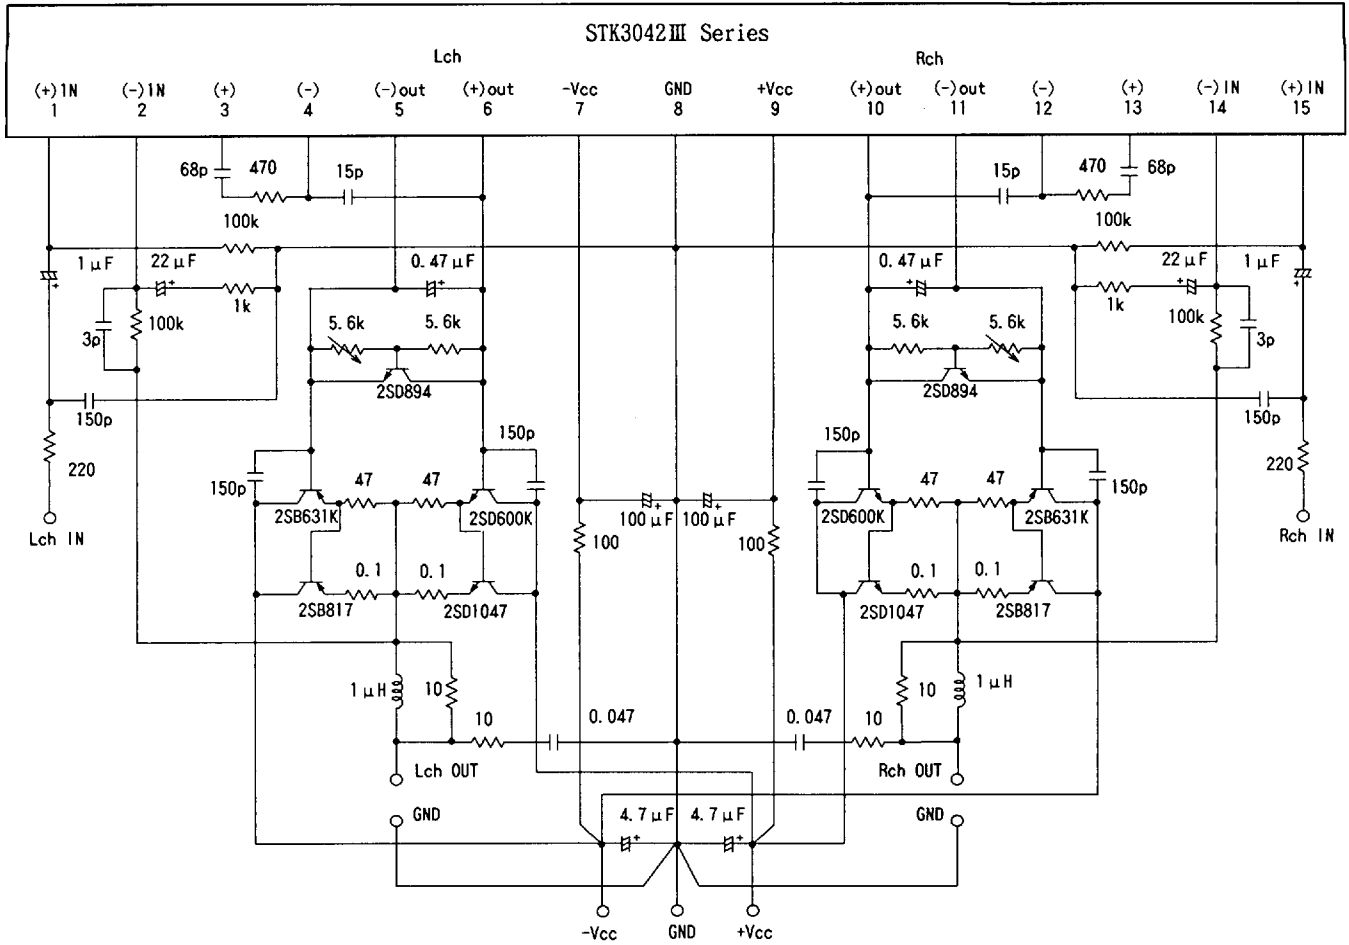 STK3042Ⅲ Series
Lch Rch
(+)IN (-)IN (+) (-) (-)out (+)out -Vcc GND +Vcc (+)out (-)out (-) (+) (-)IN (+)IN
1 2 3 4 5 6 7 8 9 10 11 12 13 14 15
68p 470 15p 15p 470 68p
100k 100k
1μF 22μF 0.47μF 0.47μF 22μF 1μF
1k 1k
100k 5.6k 5.6k 5.6k 5.6k 100k
3p 3p
2SD894 2SD894
150p 150p
150p 150p
220 47 47 47 47 220
150p 150p
2SB631K 2SD600K 100μF 100μF 2SD600K 2SB631K
Lch IN 100 100 Rch IN
0.1 0.1 0.1 0.1
2SB817 2SD1047 2SD1047 2SB817
1μH 10 10 1μH
10 0.047 0.047 10
Lch OUT Rch OUT
GND 4.7μF 4.7μF GND
-Vcc GND +Vcc
+ + + + + + + + + + + +